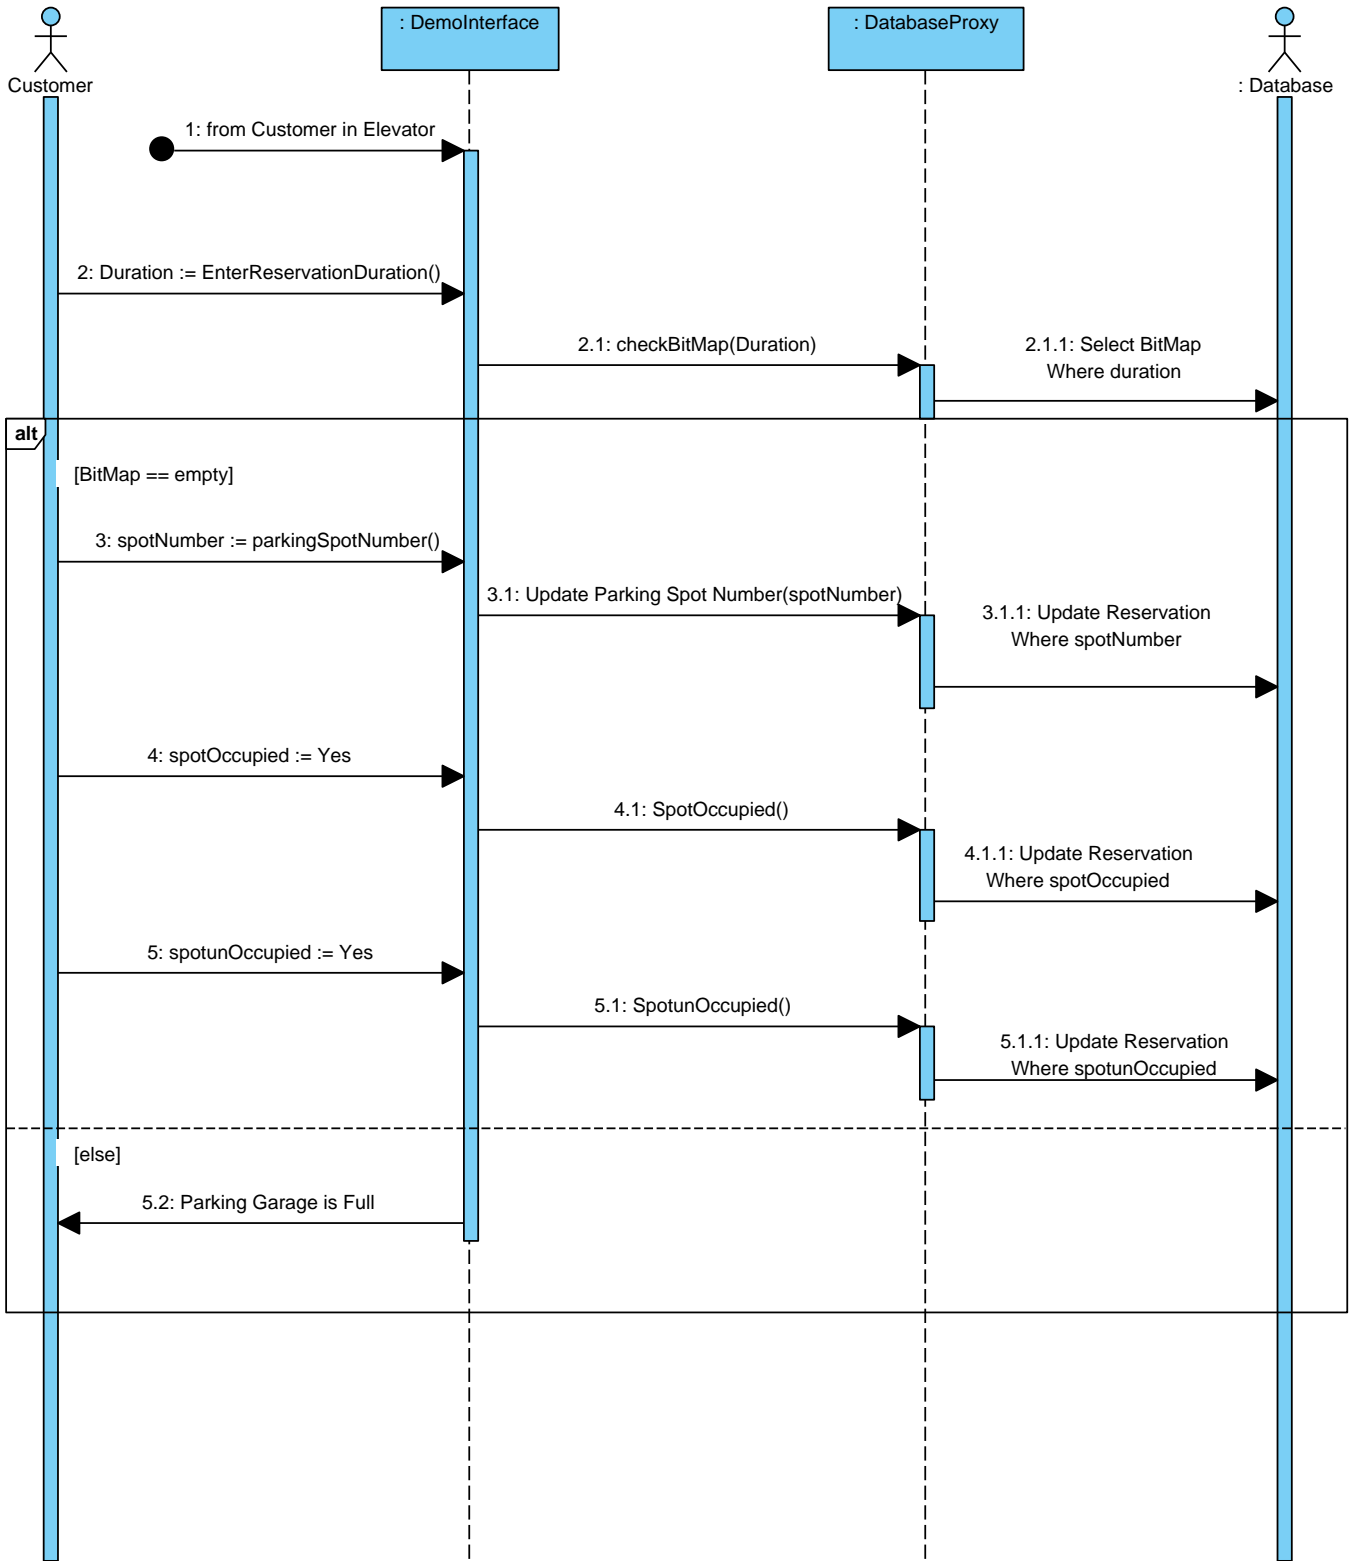 : DemoInterface
: DatabaseProxy
Customer
: Database
1: from Customer in Elevator
2: Duration := EnterReservationDuration()
2.1: checkBitMap(Duration)
2.1.1: Select BitMap
Where duration
alt
[BitMap == empty]
3: spotNumber := parkingSpotNumber()
3.1: Update Parking Spot Number(spotNumber)
3.1.1: Update Reservation
Where spotNumber
4: spotOccupied := Yes
4.1: SpotOccupied()
4.1.1: Update Reservation
Where spotOccupied
5: spotunOccupied := Yes
5.1: SpotunOccupied()
5.1.1: Update Reservation
Where spotunOccupied
[else]
5.2: Parking Garage is Full